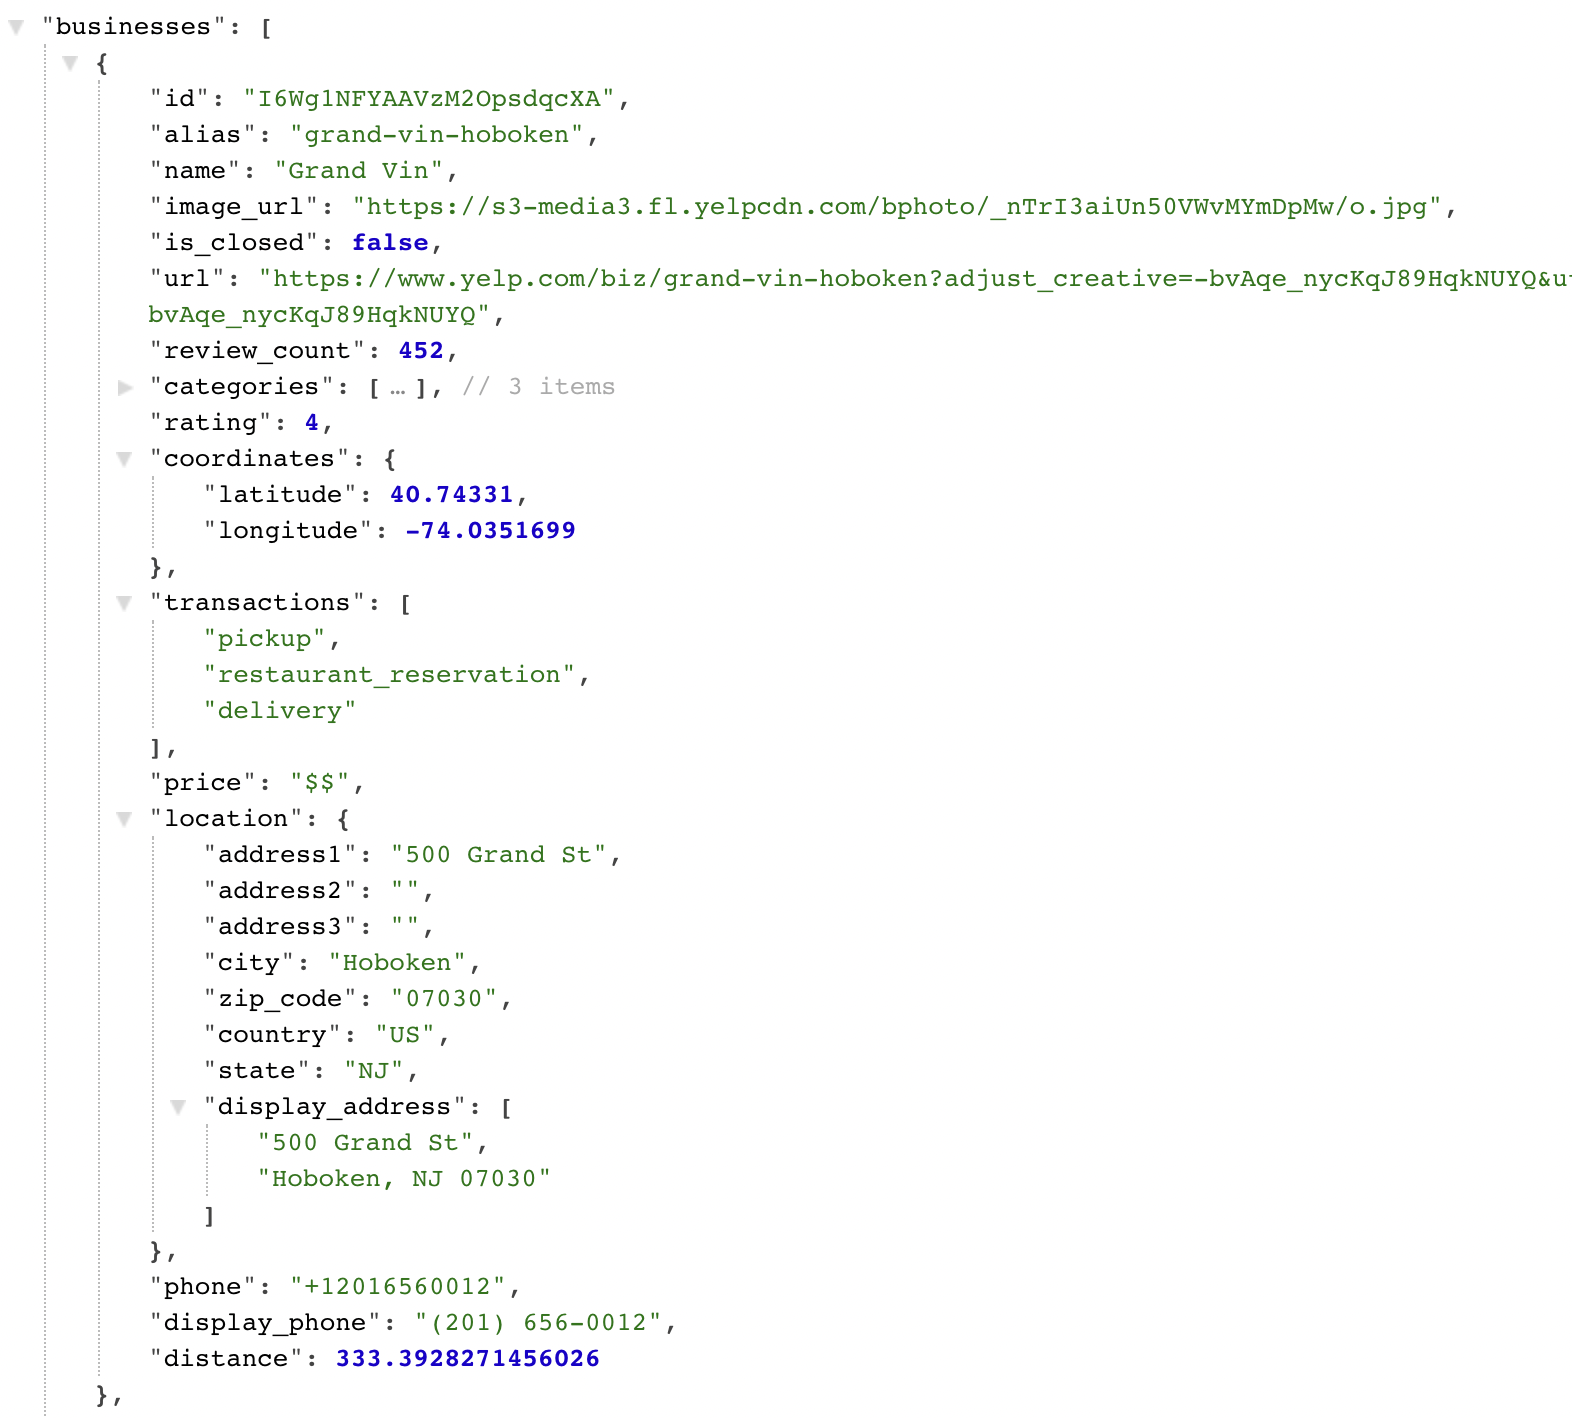 "businesses": [
{
"id": "I6Wg1NFYAAVzM2OpsdqcXA",
"alias": "grand-vin-hoboken",
"name": "Grand Vin",
"image_url": "https://s3-media3.fl.yelpcdn.com/bphoto/_nTrI3aiUn50VWvMYmDpMw/o.jpg",
"is_closed": false,
"url": "https://www.yelp.com/biz/grand-vin-hoboken?adjust_creative=-bvAqe_nycKqJ89HqkNUYQ&u
bvAqe_nycKqJ89HqkNUYQ",
"review_count": 452,
"categories": [ … ], // 3 items
"rating": 4,
"coordinates": {
"latitude": 40.74331,
"longitude": -74.0351699
},
"transactions": [
"pickup",
"restaurant_reservation",
"delivery"
],
"price": "$$",
"location": {
"address1": "500 Grand St",
"address2": "",
"address3": "",
"city": "Hoboken",
"zip_code": "07030",
"country": "US",
"state": "NJ",
"display_address": [
"500 Grand St",
"Hoboken, NJ 07030"
]
},
"phone": "+12016560012",
"display_phone": "(201) 656-0012",
"distance": 333.3928271456026
},